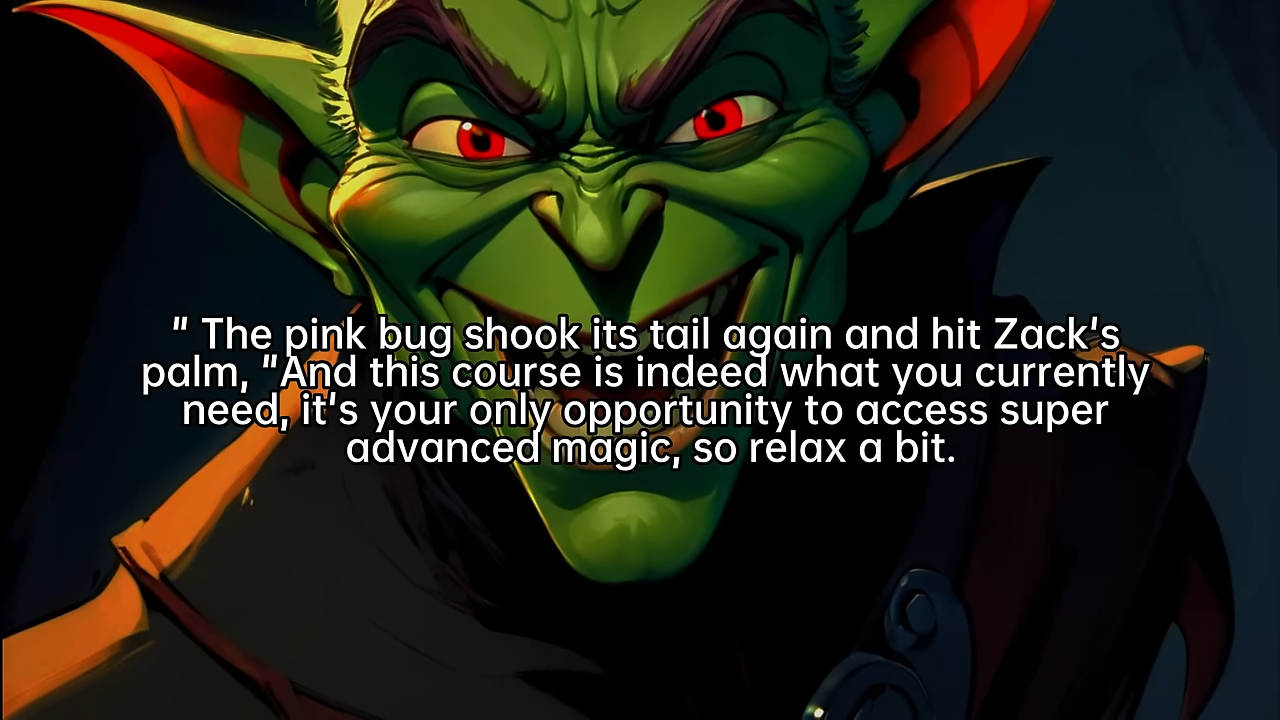 " The pink bug shook its tail again and hit Zack's
palm, "And this course is indeed what you currently
need, it's your only opportunity to access super
advanced magic, so relax a bit.